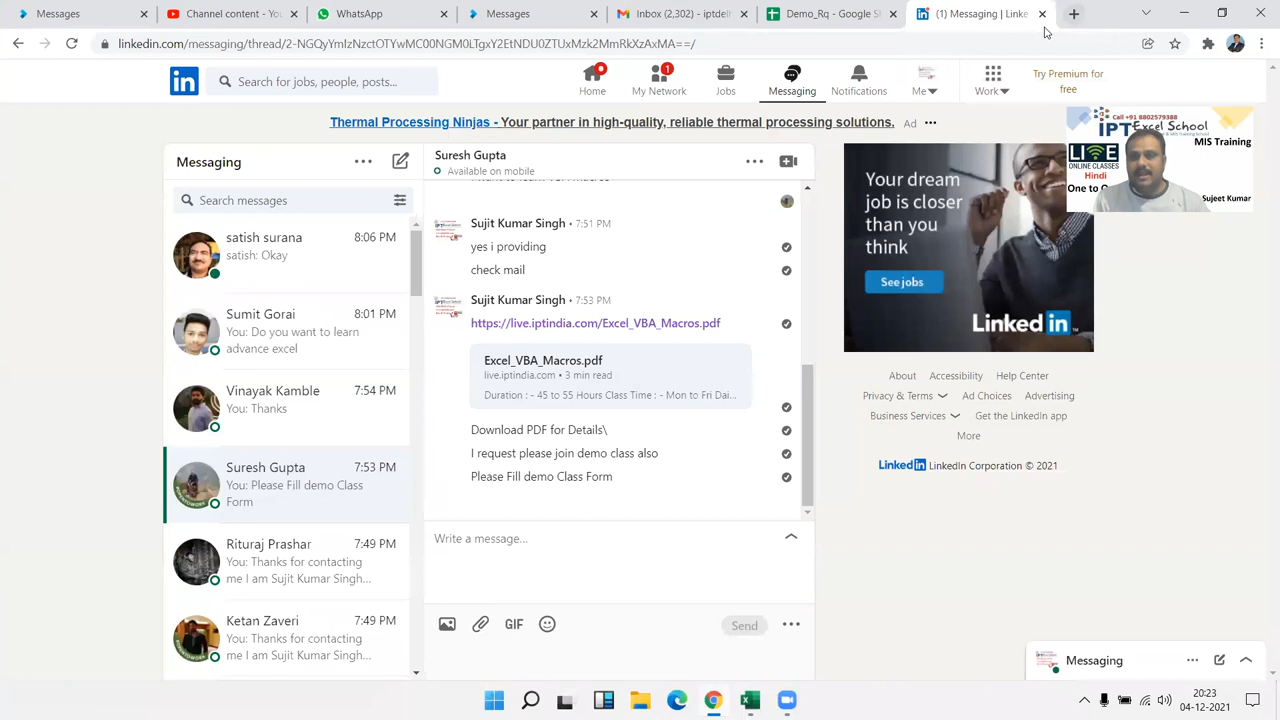 Messages
Channel content - You
WhatsApp
Messages
Inbox (2,302) - iptdel
Demo_Rq - Google S
(1) Messaging | Linke
linkedin.com/messaging/thread/2-NGQyYmVkYzctOTYwMC00NGM0LTgxY2EtNDU0ZTUxMzk2MmRkXzAxMA==/
in
Search for jobs, people, posts...
Home
1
My Network
Jobs
Messaging
Notifications
Me
Work
Try Premium for
free
Thermal Processing Ninjas - Your partner in high-quality, reliable thermal processing solutions.
Ad
Call +91 8802579388
IPT Excel School
MIS Training
LIVE
ONLINE CLASSES
Hindi
One to O
Sujeet Kumar
Messaging
Search messages
satish surana 8:06 PM
satish: Okay
Sumit Gorai 8:01 PM
You: Do you want to learn
advance excel
Vinayak Kamble 7:54 PM
You: Thanks
Suresh Gupta 7:53 PM
You: Please Fill demo Class
Form
Rituraj Prashar 7:49 PM
You: Thanks for contacting
me I am Sujit Kumar Singh...
Ketan Zaveri 7:49 PM
You: Thanks for contacting
me I am Sujit Kumar Singh...
Suresh Gupta
Available on mobile
Sujit Kumar Singh • 7:51 PM
yes i providing
check mail
Sujit Kumar Singh • 7:53 PM
https://live.iptindia.com/Excel_VBA_Macros.pdf
Excel_VBA_Macros.pdf
live.iptindia.com • 3 min read
Duration : - 45 to 55 Hours Class Time : - Mon to Fri Dai...
Download PDF for Details\
I request please join demo class also
Please Fill demo Class Form
Write a message...
GIF
Send
Your dream
job is closer
than you
think
See jobs
Linked in
About Accessibility Help Center
Privacy & Terms Ad Choices Advertising
Business Services Get the LinkedIn app
More
Linked in LinkedIn Corporation © 2021
Messaging
20:23
04-12-2021